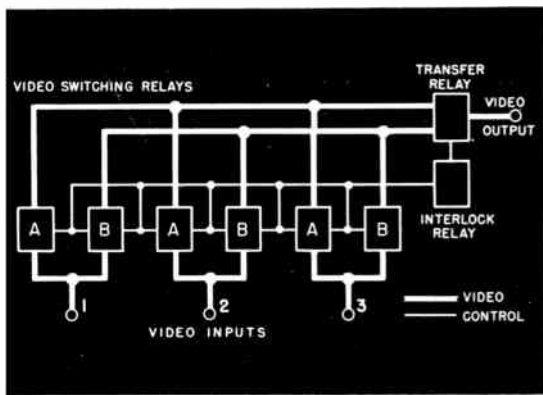 TRANSFER
RELAY
VIDEO SWITCHING RELAYS
VIDEO
OUTPUT
A B A B A B
INTERLOCK
RELAY
1 2 3
VIDEO INPUTS
VIDEO
CONTROL